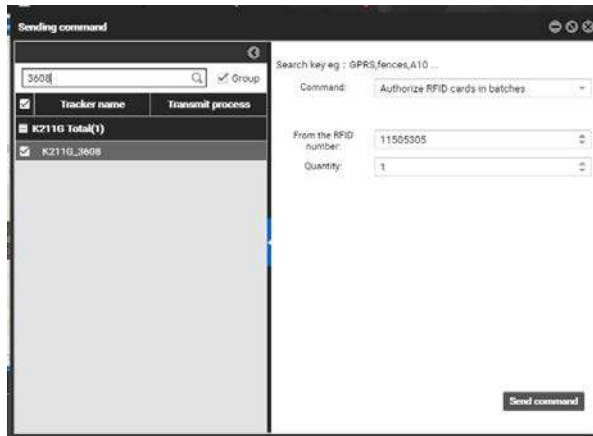 Sending command
3608
Group
Tracker name Transmit process
K211G Total(1)
K211G_3608
Search key eg : GPRS,fences,A10 ...
Command: Authorize RFID cards in batches
From the RFID number: 11505305
Quantity: 1
Send command